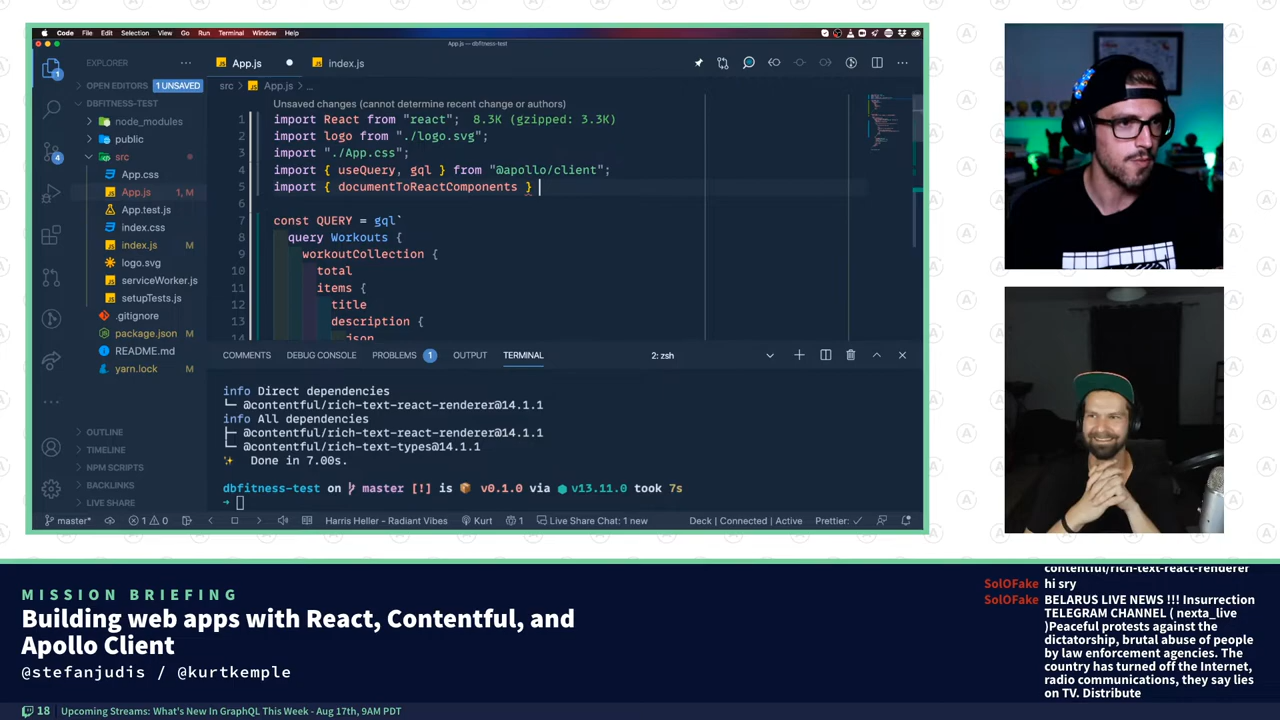 Code File Edit Selection View Go Run Terminal Window Help
App.js — dbfitness-test
EXPLORER
App.js
index.js
OPEN EDITORS 1 UNSAVED
src > App.js > ...
DBFITNESS-TEST
node_modules
public
src
App.css
App.js 1, M
App.test.js
index.css
index.js M
logo.svg
serviceWorker.js
setupTests.js
.gitignore
package.json M
README.md
yarn.lock M
OUTLINE
TIMELINE
NPM SCRIPTS
BACKLINKS
LIVE SHARE
1
4
Unsaved changes (cannot determine recent change or authors)
1 import React from "react"; 8.3K (gzipped: 3.3K)
2 import logo from "./logo.svg";
3 import "./App.css";
4 import { useQuery, gql } from "@apollo/client";
5 import { documentToReactComponents }
6
7 const QUERY = gql`
8 query Workouts {
9 workoutCollection {
10 total
11 items {
12 title
13 description {
14 json
COMMENTS DEBUG CONSOLE PROBLEMS 1 OUTPUT TERMINAL 2: zsh
info Direct dependencies
└─ @contentful/rich-text-react-renderer@14.1.1
info All dependencies
├─ @contentful/rich-text-react-renderer@14.1.1
└─ @contentful/rich-text-types@14.1.1
✨ Done in 7.00s.
dbfitness-test on master [!] is 📦 v0.1.0 via ⬢ v13.11.0 took 7s
➜
master* 1 0 Harris Heller - Radiant Vibes Kurt 1 Live Share Chat: 1 new Deck | Connected | Active Prettier: ✓
MISSION BRIEFING
Building web apps with React, Contentful, and
Apollo Client
@stefanjudis / @kurtkemple
18 Upcoming Streams: What's New In GraphQL This Week - Aug 17th, 9AM PDT
contentful/rich-text-react-renderer
SolOFake hi sry
SolOFake BELARUS LIVE NEWS !!! Insurrection
TELEGRAM CHANNEL ( nexta_live
)Peaceful protests against the
dictatorship, brutal abuse of people
by law enforcement agencies. The
country has turned off the Internet,
radio communications, they say lies
on TV. Distribute